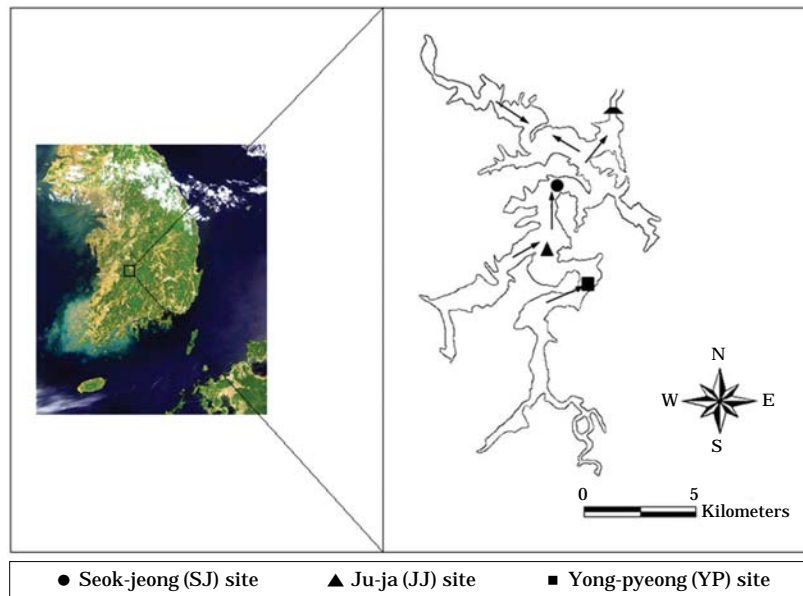 N
W E
S
0 5
Kilometers
● Seok-jeong (SJ) site ▲ Ju-ja (JJ) site ■ Yong-pyeong (YP) site